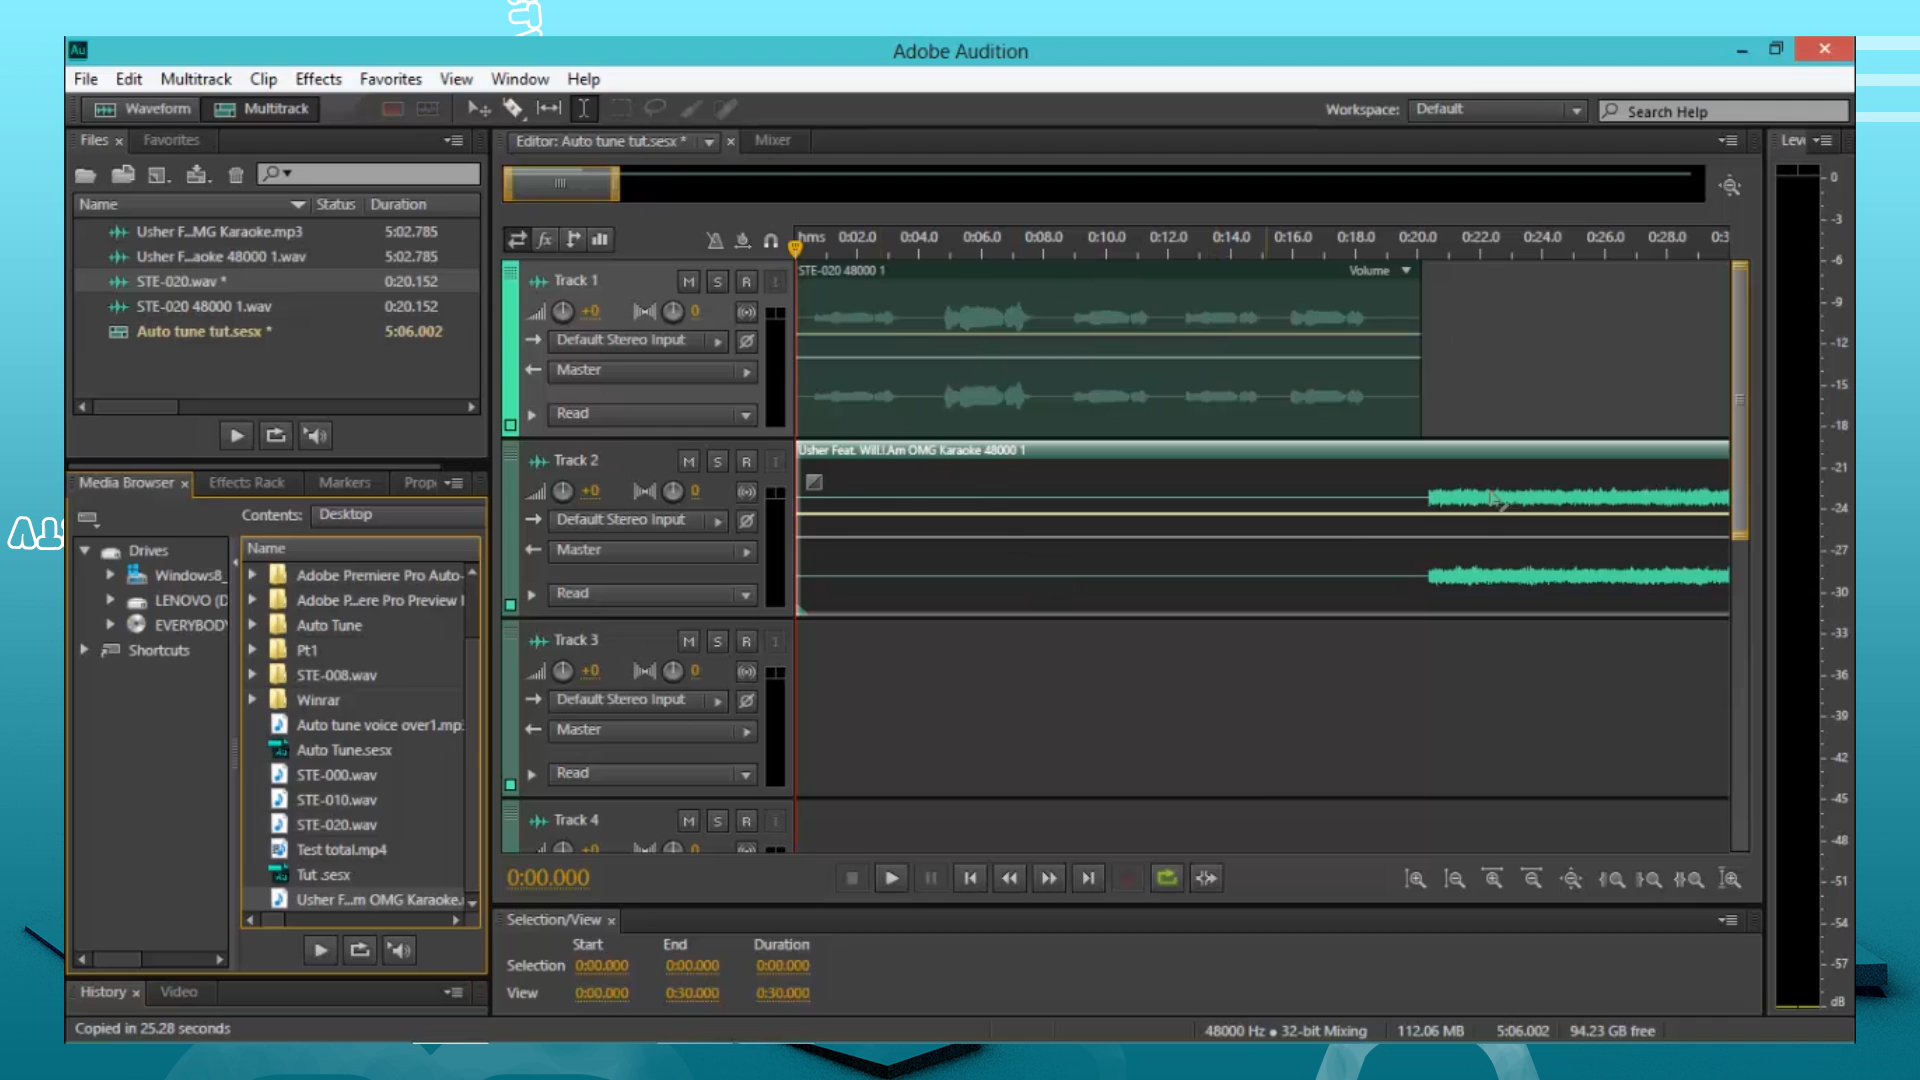 Au
Adobe Audition
File Edit Multitrack Clip Effects Favorites View Window Help
Waveform Multitrack
Workspace: Default
Search Help
Files Favorites
Editor: Auto tune tut.sesx * Mixer
Name Status Duration
Usher F...MG Karaoke.mp3 5:02.785
Usher F...aoke 48000 1.wav 5:02.785
STE-020.wav * 0:20.152
STE-020 48000 1.wav 0:20.152
Auto tune tut.sesx * 5:06.002
Media Browser Effects Rack Markers Prop
Contents: Desktop
Drives
Windows8_
LENOVO (D
EVERYBOD
Shortcuts
Name
Adobe Premiere Pro Auto-
Adobe P...ere Pro Preview
Auto Tune
Pt1
STE-008.wav
Winrar
Auto tune voice over1.mp
Auto Tune.sesx
STE-000.wav
STE-010.wav
STE-020.wav
Test total.mp4
Tut .sesx
Usher F...m OMG Karaoke.
History Video
Copied in 25.28 seconds
fx
hms 0:02.0 0:04.0 0:06.0 0:08.0 0:10.0 0:12.0 0:14.0 0:16.0 0:18.0 0:20.0 0:22.0 0:24.0 0:26.0 0:28.0 0:3
Track 1 M S R I
+0 0
Default Stereo Input
Master
Read
STE-020 48000 1 Volume
Track 2 M S R I
+0 0
Default Stereo Input
Master
Read
Usher Feat. Will.I.Am OMG Karaoke 48000 1
Track 3 M S R I
+0 0
Default Stereo Input
Master
Read
Track 4 M S R I
+0 0
0:00.000
Selection/View
Start End Duration
Selection 0:00.000 0:00.000 0:00.000
View 0:00.000 0:30.000 0:30.000
48000 Hz ● 32-bit Mixing 112.06 MB 5:06.002 94.23 GB free
Lev
0
-3
-6
-9
-12
-15
-18
-21
-24
-27
-30
-33
-36
-39
-42
-45
-48
-51
-54
-57
dB